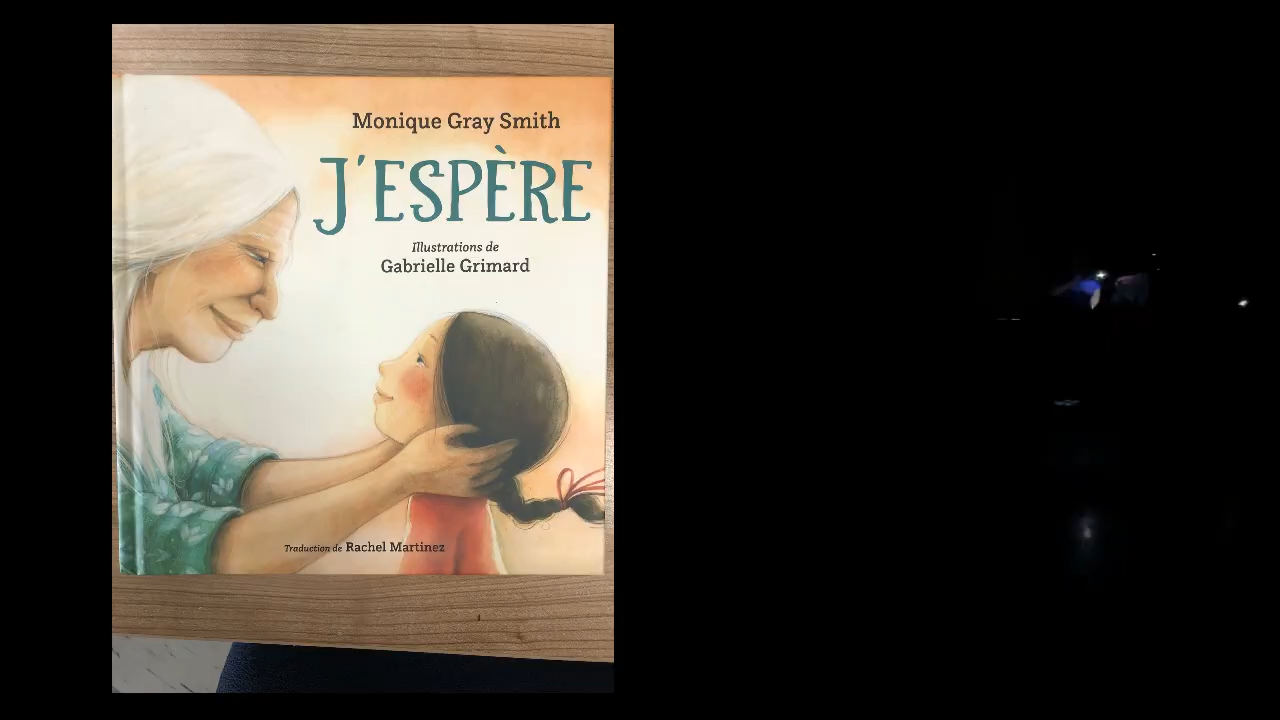 Monique Gray Smith
J'ESPÈRE
Illustrations de
Gabrielle Grimard
Traduction de Rachel Martinez